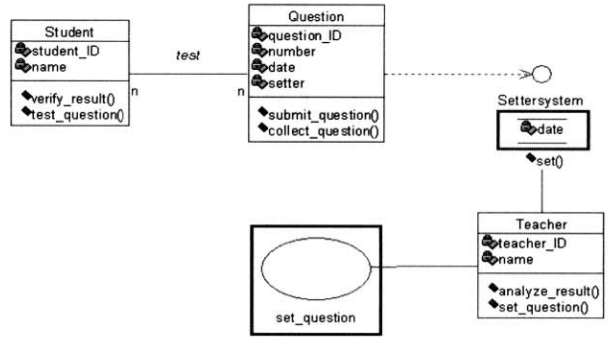 Student
student_ID
name
verify_result()
test_question()
test
n
n
Question
question_ID
number
date
setter
submit_question()
collect_question()
Settersystem
date
set()
Teacher
teacher_ID
name
analyze_result()
set_question()
set_question